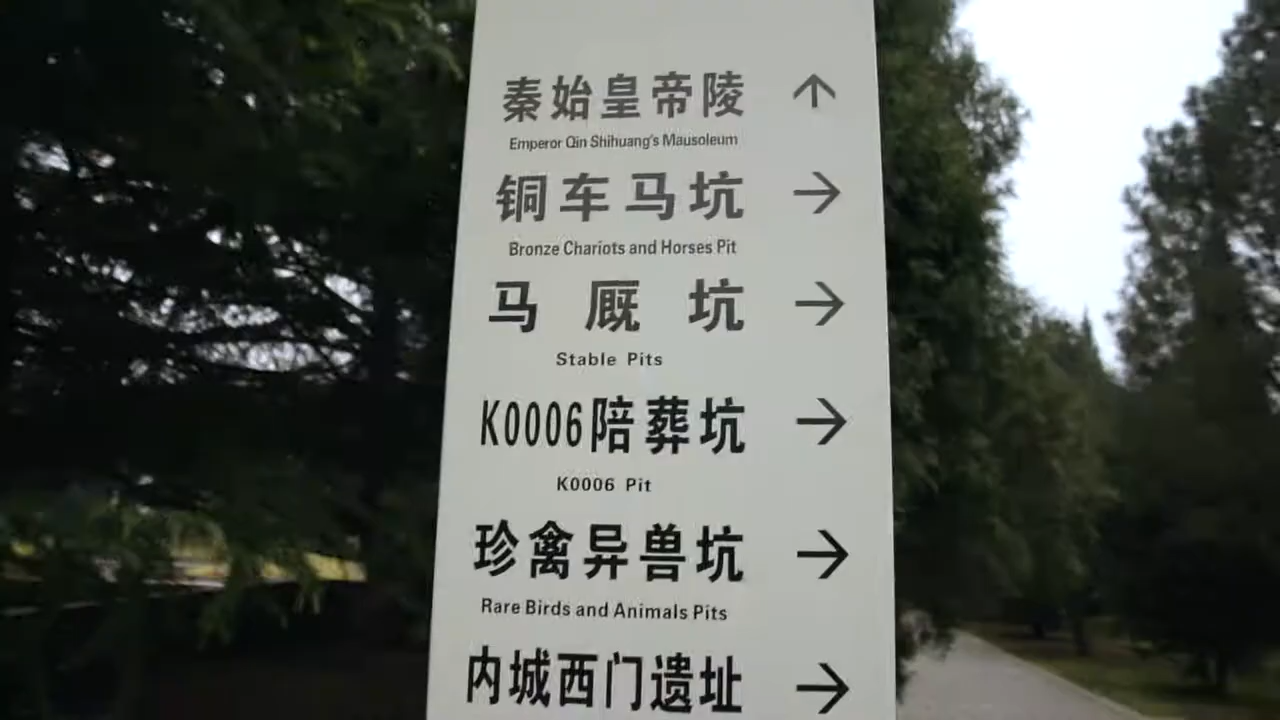 秦始皇帝陵 ↑
Emperor Qin Shihuang's Mausoleum
铜车马坑 →
Bronze Chariots and Horses Pit
马厩坑 →
Stable Pits
K0006陪葬坑 →
K0006 Pit
珍禽异兽坑 →
Rare Birds and Animals Pits
内城西门遗址 →